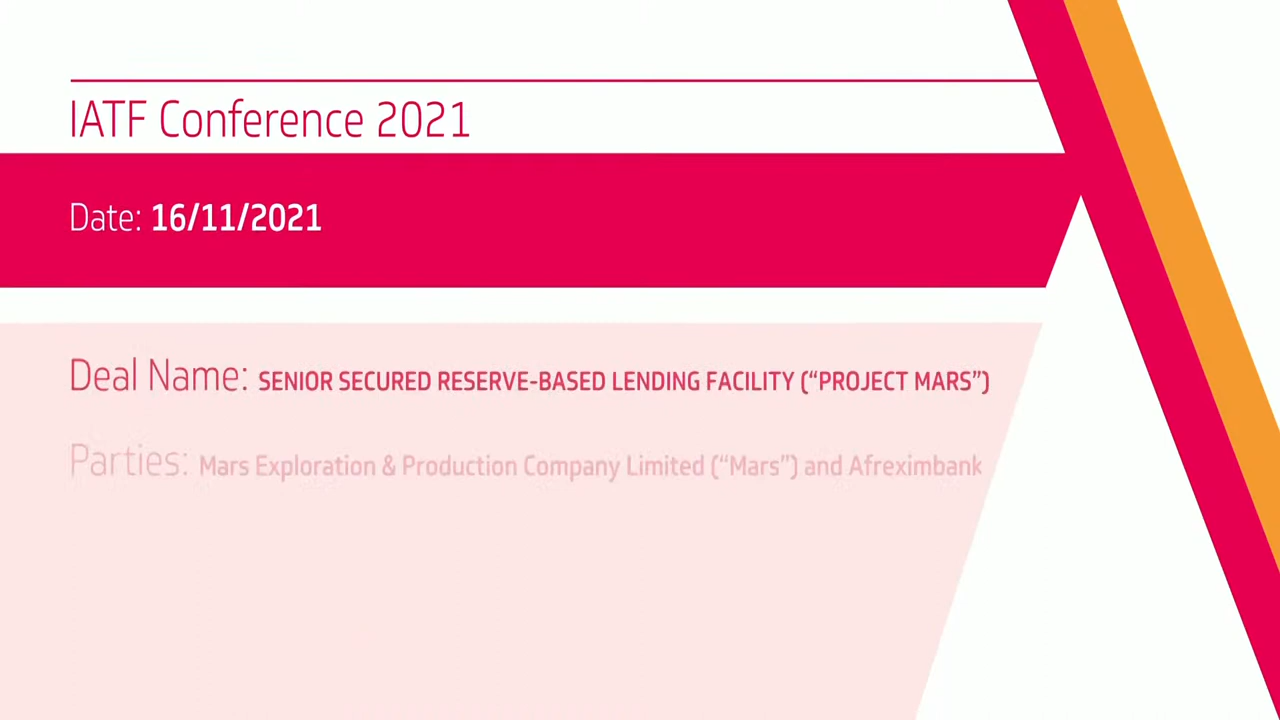 IATF Conference 2021
Date: 16/11/2021
Deal Name: SENIOR SECURED RESERVE-BASED LENDING FACILITY (“PROJECT MARS”)
Parties: Mars Exploration & Production Company Limited (“Mars”) and Afreximbank